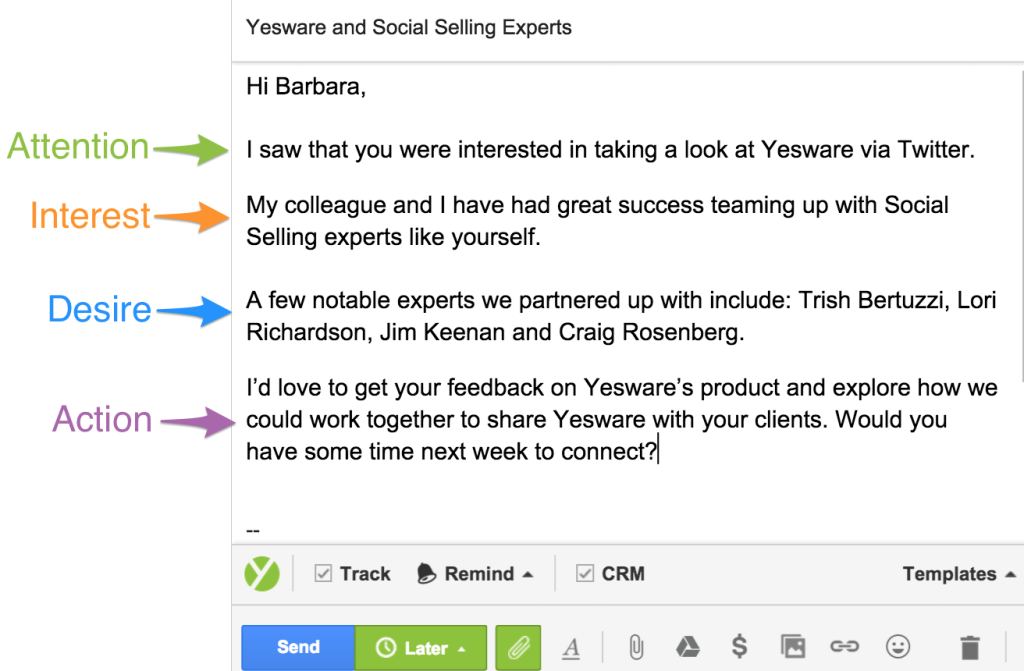 Yesware and Social Selling Experts
Hi Barbara,
Attention
I saw that you were interested in taking a look at Yesware via Twitter.
Interest
My colleague and I have had great success teaming up with Social
Selling experts like yourself.
Desire
A few notable experts we partnered up with include: Trish Bertuzzi, Lori
Richardson, Jim Keenan and Craig Rosenberg.
Action
I’d love to get your feedback on Yesware’s product and explore how we
could work together to share Yesware with your clients. Would you
have some time next week to connect?
--
Track Remind CRM Templates
Send Later A $